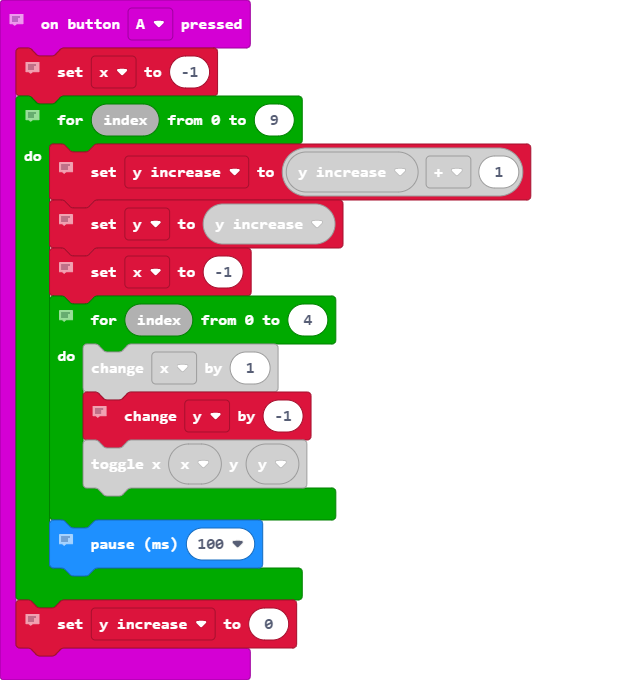 on button A pressed
set x to -1
for index from 0 to 9
do
set y increase to y increase + 1
set y to y increase
set x to -1
for index from 0 to 4
do
change x by 1
change y by -1
toggle x x y y
pause (ms) 100
set y increase to 0